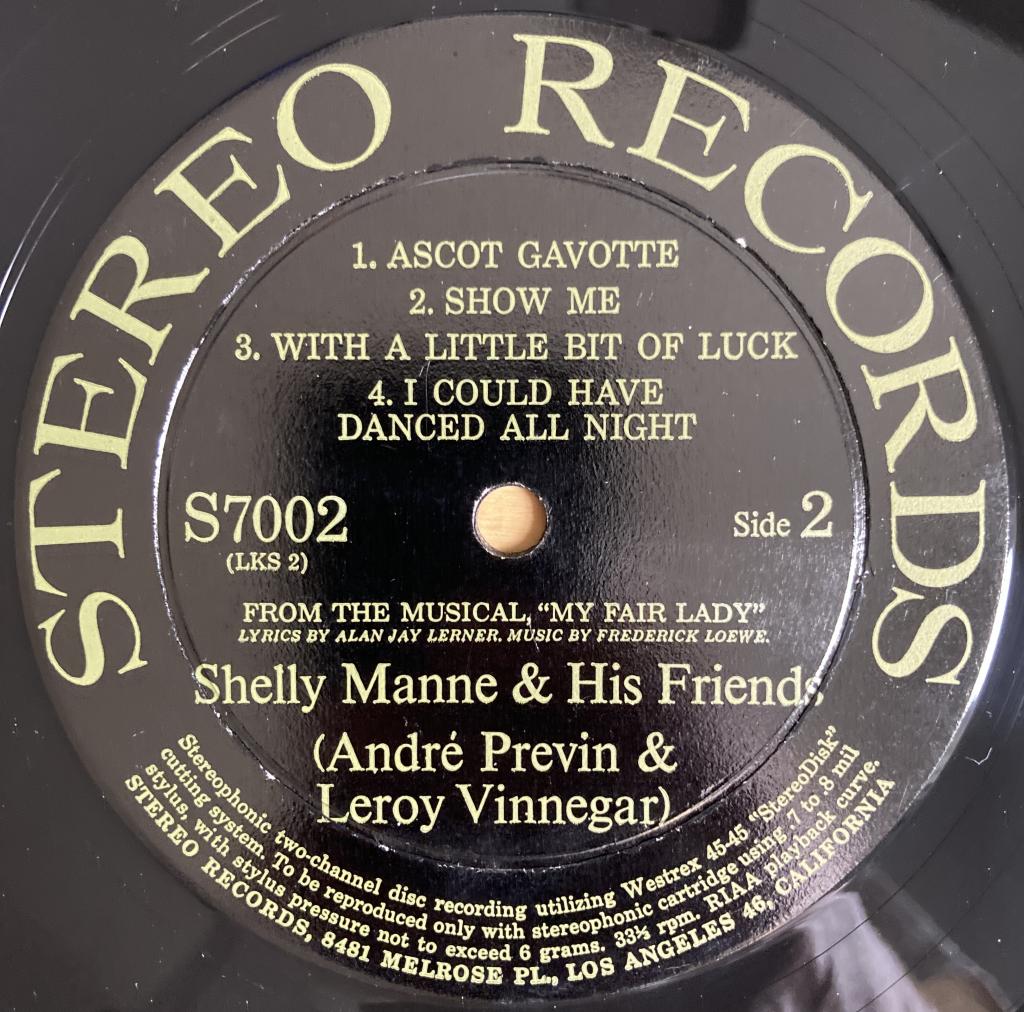 STEREO RECORDS
1. ASCOT GAVOTTE
2. SHOW ME
3. WITH A LITTLE BIT OF LUCK
4. I COULD HAVE
DANCED ALL NIGHT
S7002
(LKS 2)
Side 2
FROM THE MUSICAL, “MY FAIR LADY”
LYRICS BY ALAN JAY LERNER. MUSIC BY FREDERICK LOEWE.
Shelly Manne & His Friends
(André Previn &
Leroy Vinnegar)
Stereophonic two-channel disc recording utilizing Westrex 45-45 “StereoDisk”
cutting system. To be reproduced only with stereophonic cartridge using .7 to .8 mil
stylus, with stylus pressure not to exceed 6 grams. 33⅓ rpm. RIAA playback curve.
STEREO RECORDS, 8481 MELROSE PL., LOS ANGELES 46, CALIFORNIA